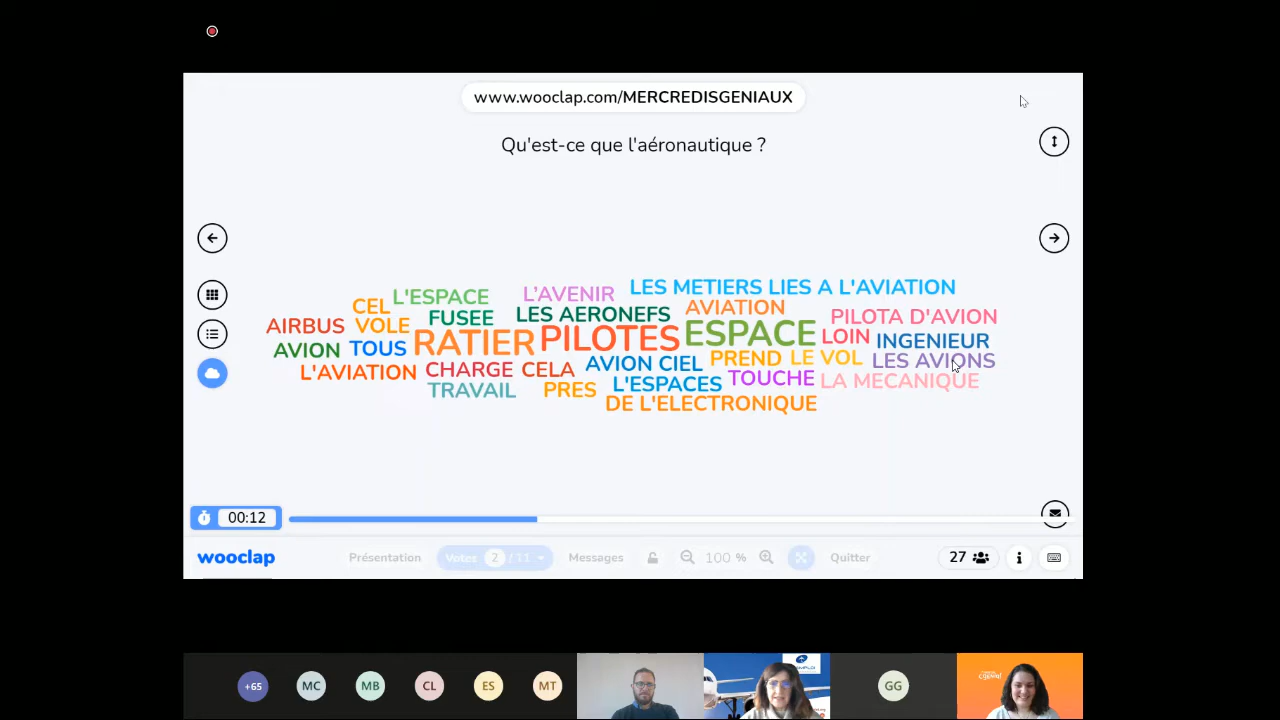 www.wooclap.com/MERCREDISGENIAUX
Qu'est-ce que l'aéronautique ?
L'ESPACE L'AVENIR LES METIERS LIES A L'AVIATION
CEL FUSEE LES AERONEFS AVIATION PILOTA D'AVION
AIRBUS VOLE RATIER PILOTES ESPACE LOIN INGENIEUR
AVION TOUS AVION CIEL PREND LE VOL LES AVIONS
L'AVIATION CHARGE CELA L'ESPACES TOUCHE LA MECANIQUE
TRAVAIL PRES DE L'ELECTRONIQUE
00:12
wooclap Présentation Votes 2 / 11 Messages 100 % Quitter 27
+65 MC MB CL ES MT GG